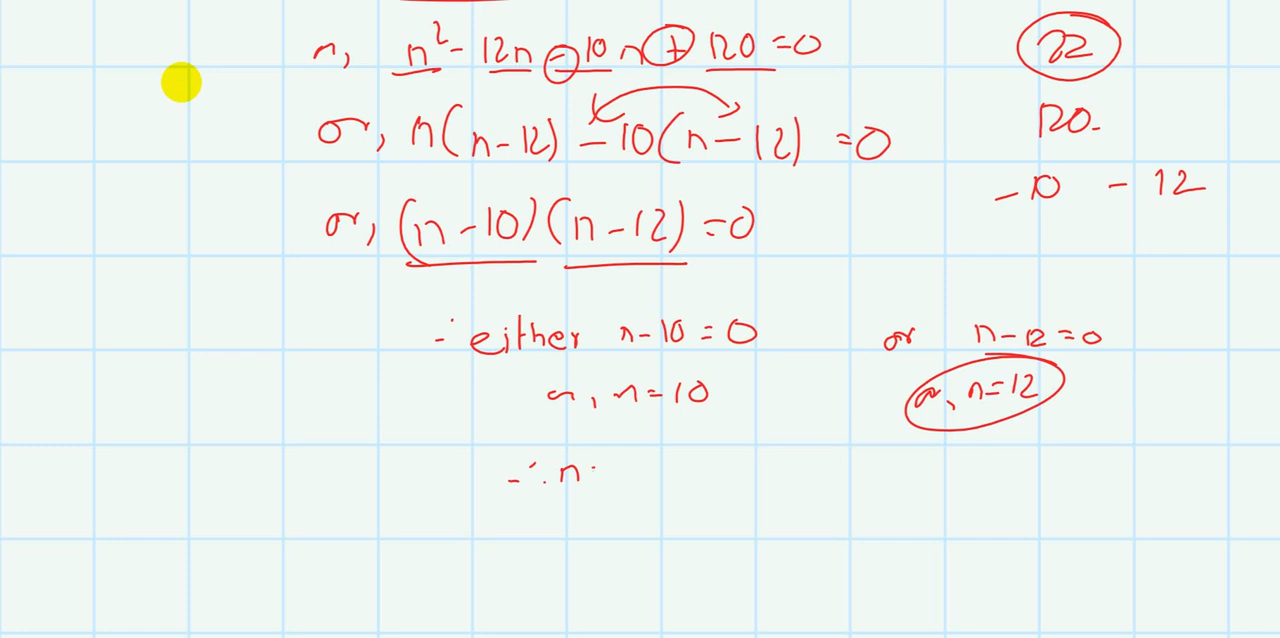 or, n² - 12n - 10n + 120 = 0
or, n(n-12) - 10(n-12) = 0
or, (n-10)(n-12) = 0
∴ either n-10 = 0 or n-12 = 0
or, n=10 or, n=12
∴ n
22
120.
-10 -12